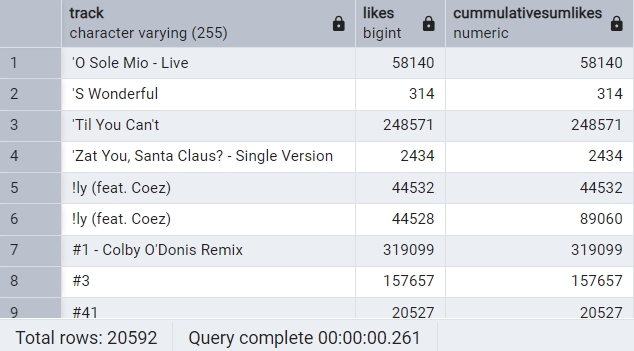 track likes cummulativesumlikes
character varying (255) bigint numeric
1 'O Sole Mio - Live 58140 58140
2 'S Wonderful 314 314
3 'Til You Can't 248571 248571
4 'Zat You, Santa Claus? - Single Version 2434 2434
5 !ly (feat. Coez) 44532 44532
6 !ly (feat. Coez) 44528 89060
7 #1 - Colby O'Donis Remix 319099 319099
8 #3 157657 157657
9 #41 20527 20527
Total rows: 20592 Query complete 00:00:00.261